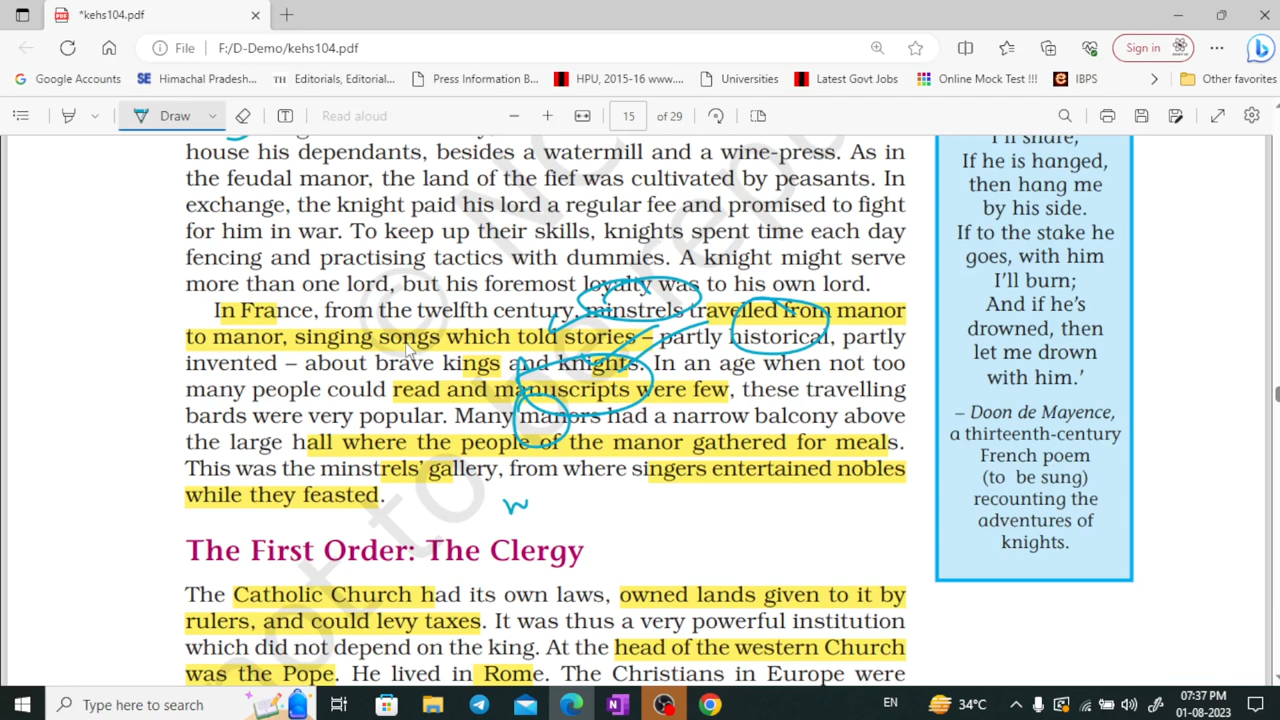 *kehs104.pdf
File F:/D-Demo/kehs104.pdf Sign in
Google Accounts SE Himachal Pradesh... TH Editorials, Editorial... Press Information B... HPU, 2015-16 www.... Universities Latest Govt Jobs Online Mock Test !!! IBPS Other favorites
Draw Read aloud 15 of 29
house his dependants, besides a watermill and a wine-press. As in
the feudal manor, the land of the fief was cultivated by peasants. In
exchange, the knight paid his lord a regular fee and promised to fight
for him in war. To keep up their skills, knights spent time each day
fencing and practising tactics with dummies. A knight might serve
more than one lord, but his foremost loyalty was to his own lord.
In France, from the twelfth century, minstrels travelled from manor
to manor, singing songs which told stories – partly historical, partly
invented – about brave kings and knights. In an age when not too
many people could read and manuscripts were few, these travelling
bards were very popular. Many manors had a narrow balcony above
the large hall where the people of the manor gathered for meals.
This was the minstrels' gallery, from where singers entertained nobles
while they feasted.
The First Order: The Clergy
The Catholic Church had its own laws, owned lands given to it by
rulers, and could levy taxes. It was thus a very powerful institution
which did not depend on the king. At the head of the western Church
was the Pope. He lived in Rome. The Christians in Europe were
I'll share,
If he is hanged,
then hang me
by his side.
If to the stake he
goes, with him
I'll burn;
And if he's
drowned, then
let me drown
with him.'
– Doon de Mayence,
a thirteenth-century
French poem
(to be sung)
recounting the
adventures of
knights.
Type here to search 34°C EN 07:37 PM
01-08-2023